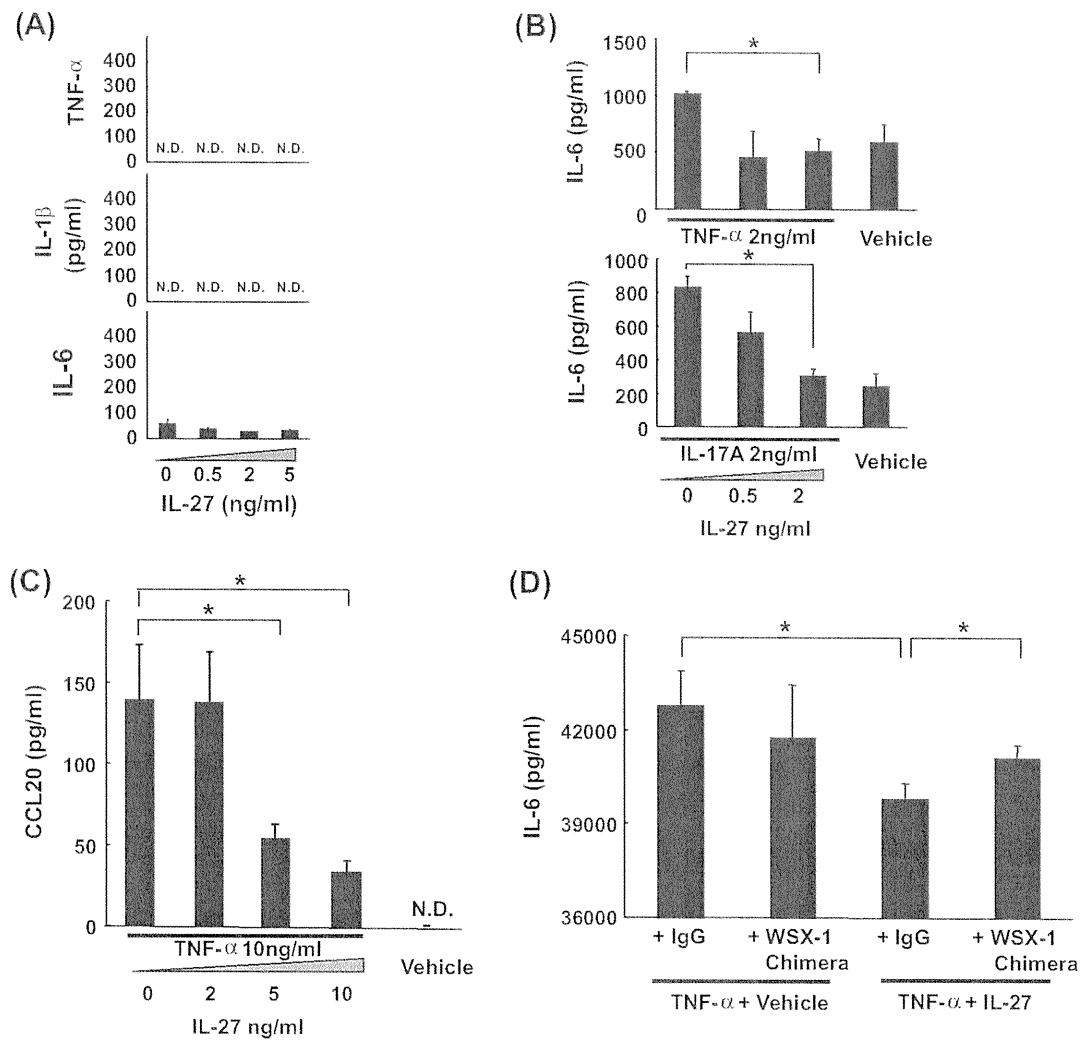 (A)
TNF-α
400
300
200
100
0
N.D. N.D. N.D. N.D.
IL-1β
(pg/ml)
400
300
200
100
0
N.D. N.D. N.D. N.D.
IL-6
400
300
200
100
0
0 0.5 2 5
IL-27 (ng/ml)
(B)
IL-6 (pg/ml)
1500
1000
500
0
*
TNF-α 2ng/ml
Vehicle
IL-6 (pg/ml)
1000
800
600
400
200
0
*
IL-17A 2ng/ml
Vehicle
0 0.5 2
IL-27 ng/ml
(C)
CCL20 (pg/ml)
200
150
100
50
0
*
*
N.D.
TNF-α 10ng/ml
Vehicle
0 2 5 10
IL-27 ng/ml
(D)
IL-6 (pg/ml)
45000
42000
39000
36000
* *
+ IgG + WSX-1 + IgG + WSX-1
Chimera Chimera
TNF-α + Vehicle TNF-α + IL-27